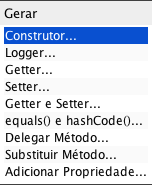 Gerar
Construtor...
Logger...
Getter...
Setter...
Getter e Setter...
equals() e hashCode()...
Delegar Método...
Substituir Método...
Adicionar Propriedade...